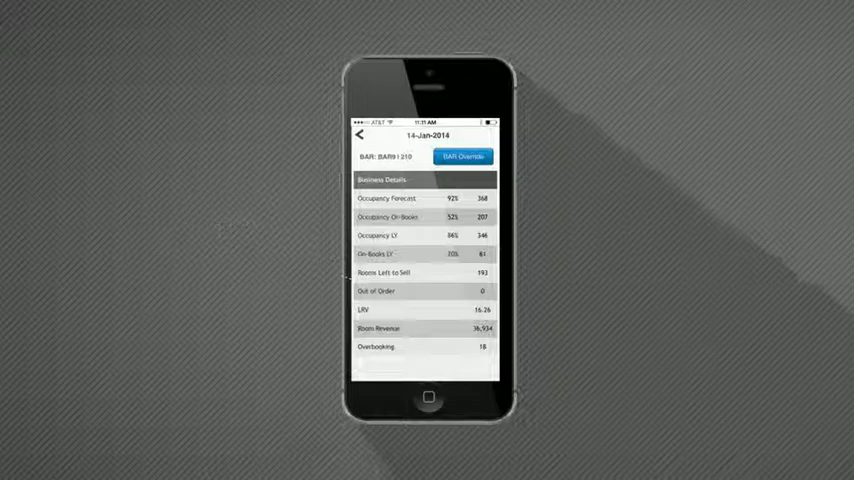 AT&T 11:11 AM
14-Jan-2014
BAR: BAR9 | 210 BAR Override
Business Details
Occupancy Forecast 92% 368
Occupancy On-Books 52% 207
Occupancy LY 86% 346
On-Books LY 20% 81
Rooms Left to Sell 193
Out of Order 0
LRV 16.26
Room Revenue 36,934
Overbooking 18